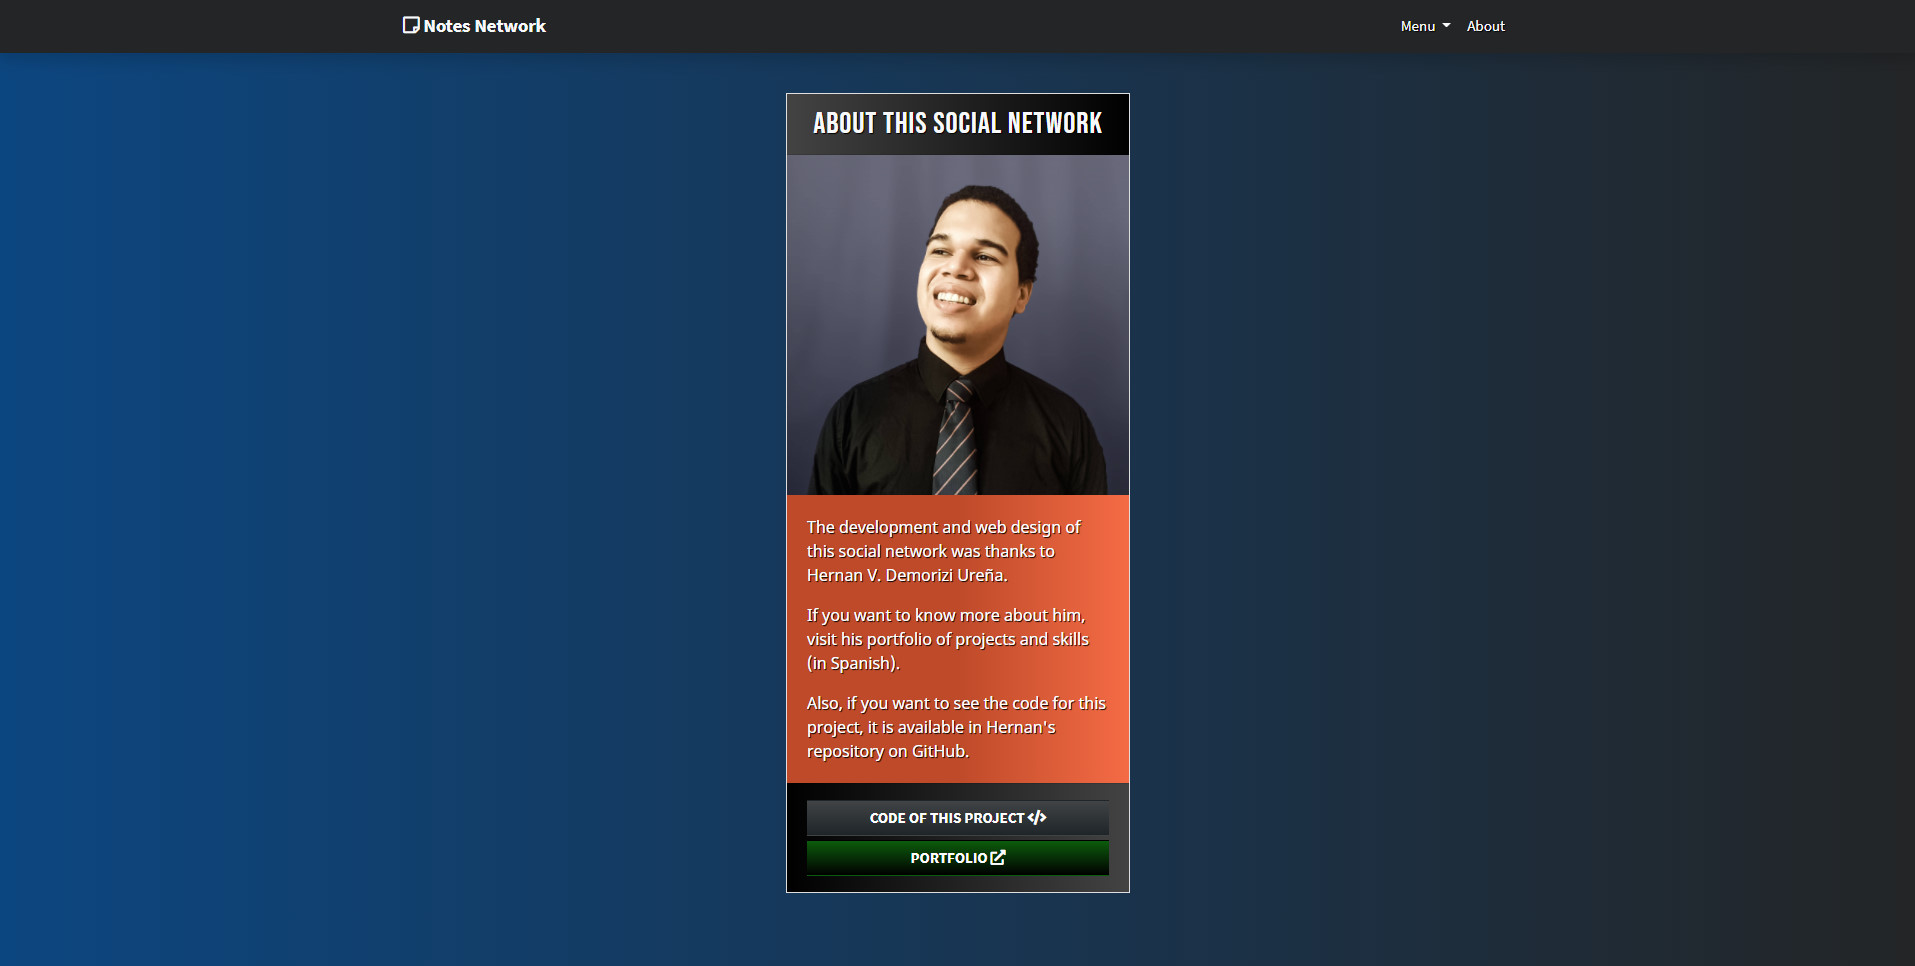 Notes Network
Menu
About
ABOUT THIS SOCIAL NETWORK
The development and web design of
this social network was thanks to
Hernan V. Demorizi Ureña.
If you want to know more about him,
visit his portfolio of projects and skills
(in Spanish).
Also, if you want to see the code for this
project, it is available in Hernan's
repository on GitHub.
CODE OF THIS PROJECT
PORTFOLIO